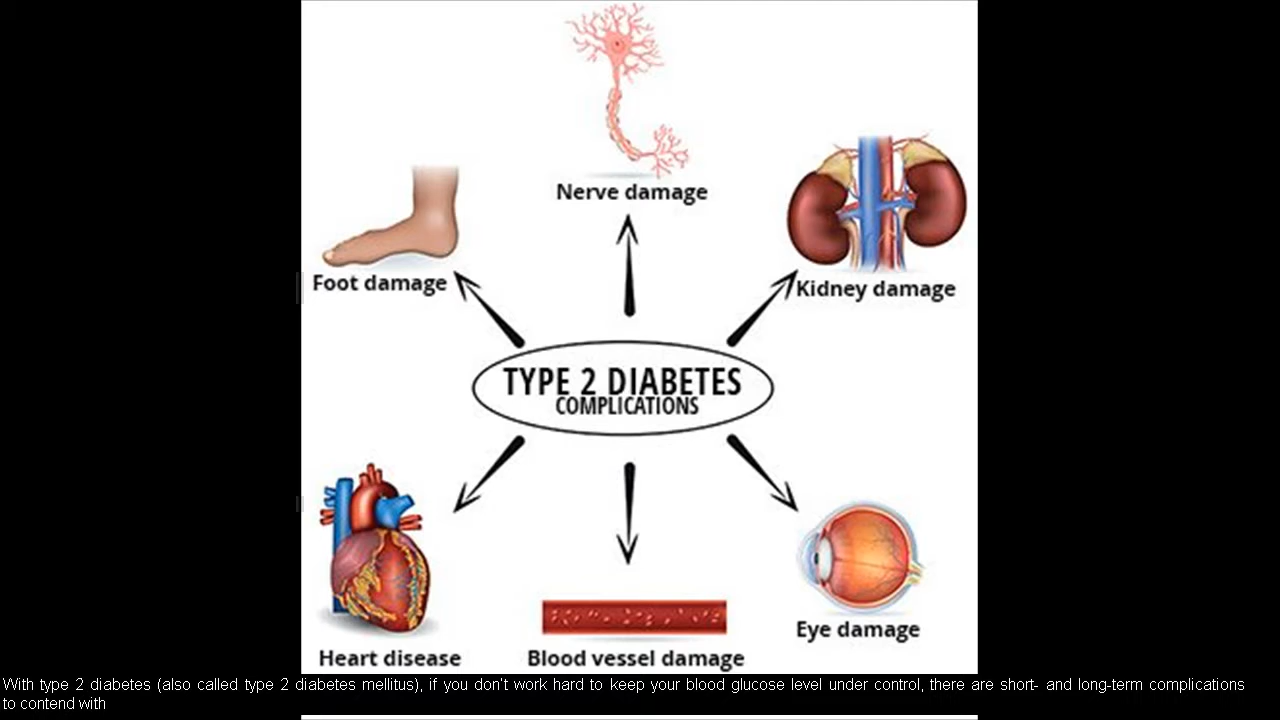 Nerve damage
Foot damage
Kidney damage
TYPE 2 DIABETES
COMPLICATIONS
Heart disease
Blood vessel damage
Eye damage
With type 2 diabetes (also called type 2 diabetes mellitus), if you don't work hard to keep your blood glucose level under control, there are short- and long-term complications
to contend with